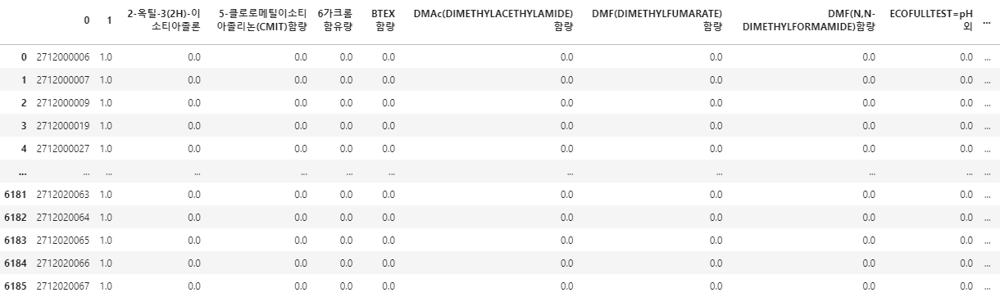 0 1 2-옥틸-3(2H)-이소티아졸론 5-클로로메틸이소티아졸리논(CMIT)함량 6가크롬함유량 BTEX함량 DMAc(DIMETHYLACETHYLAMIDE)함량 DMF(DIMETHYLFUMARATE)함량 DMF(N,N-DIMETHYLFORMAMIDE)함량 ECOFULLTEST=pH외 ...
0 2712000006 1.0 0.0 0.0 0.0 0.0 0.0 0.0 0.0 0.0 ...
1 2712000007 1.0 0.0 0.0 0.0 0.0 0.0 0.0 0.0 0.0 ...
2 2712000009 1.0 0.0 0.0 0.0 0.0 0.0 0.0 0.0 0.0 ...
3 2712000019 1.0 0.0 0.0 0.0 0.0 0.0 0.0 0.0 0.0 ...
4 2712000027 1.0 0.0 0.0 0.0 0.0 0.0 0.0 0.0 0.0 ...
... ... ... ... ... ... ... ... ... ... ... ...
6181 2712020063 1.0 0.0 0.0 0.0 0.0 0.0 0.0 0.0 0.0 ...
6182 2712020064 1.0 0.0 0.0 0.0 0.0 0.0 0.0 0.0 0.0 ...
6183 2712020065 1.0 0.0 0.0 0.0 0.0 0.0 0.0 0.0 0.0 ...
6184 2712020066 1.0 0.0 0.0 0.0 0.0 0.0 0.0 0.0 0.0 ...
6185 2712020067 1.0 0.0 0.0 0.0 0.0 0.0 0.0 0.0 0.0 ...